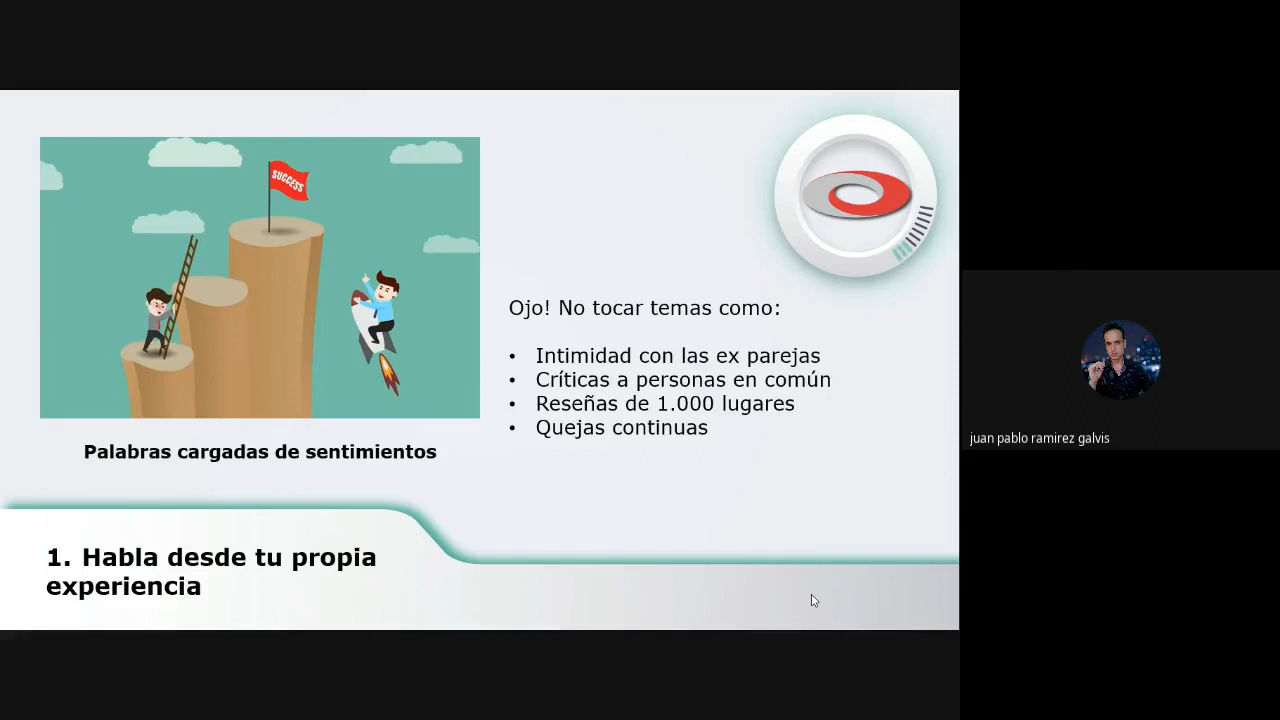 SUCCESS
Palabras cargadas de sentimientos
Ojo! No tocar temas como:
• Intimidad con las ex parejas
• Críticas a personas en común
• Reseñas de 1.000 lugares
• Quejas continuas
1. Habla desde tu propia
experiencia
juan pablo ramirez galvis